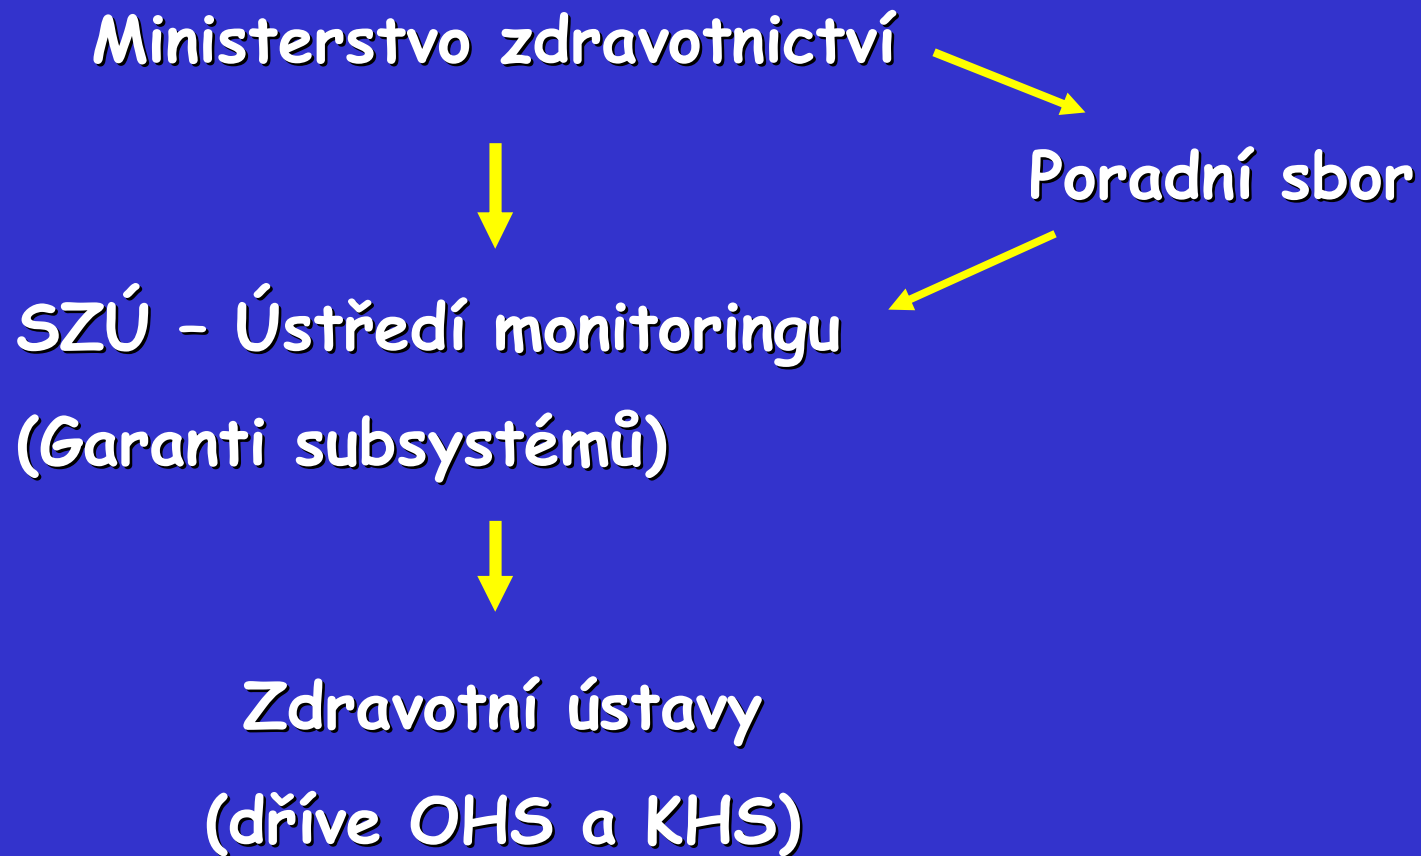 Ministerstvo zdravotnictví
Poradní sbor
SZÚ – Ústředí monitoringu
(Garanti subsystémů)
Zdravotní ústavy
(dříve OHS a KHS)